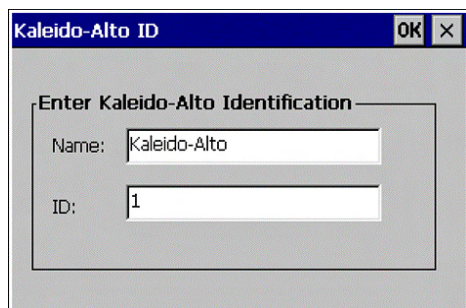 Kaleido-Alto ID OK ×
Enter Kaleido-Alto Identification
Name: Kaleido-Alto
ID: 1